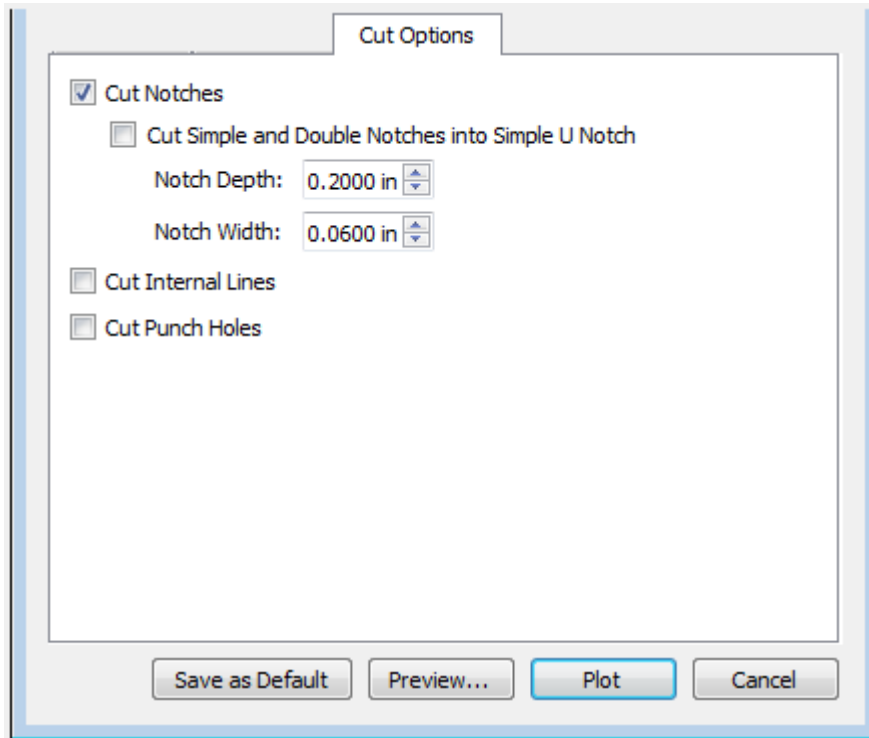 Cut Options
Cut Notches
Cut Simple and Double Notches into Simple U Notch
Notch Depth: 0.2000 in
Notch Width: 0.0600 in
Cut Internal Lines
Cut Punch Holes
Save as Default Preview... Plot Cancel